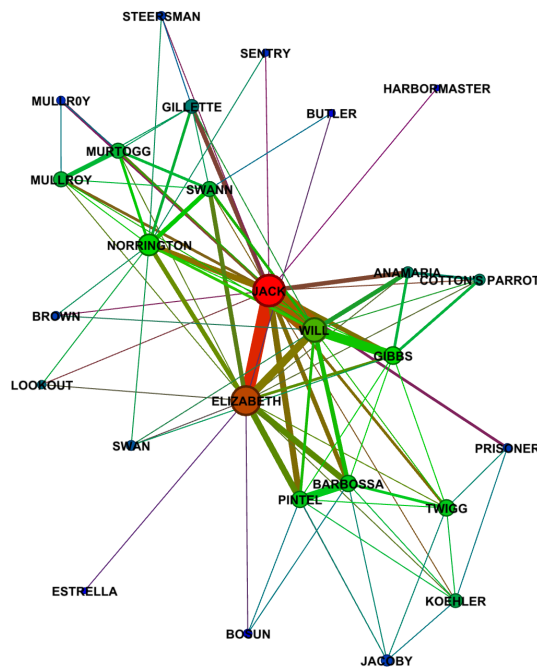 STEERSMAN
SENTRY
HARBORMASTER
MULLR0Y
GILLETTE
BUTLER
MURTOGG
MULLROY
SWANN
NORRINGTON
ANAMARIA
COTTON'S PARROT
JACK
BROWN
WILL
GIBBS
LOOKOUT
ELIZABETH
SWAN
PRISONER
BARBOSSA
PINTEL
TWIGG
ESTRELLA
KOEHLER
BOSUN
JACOBY